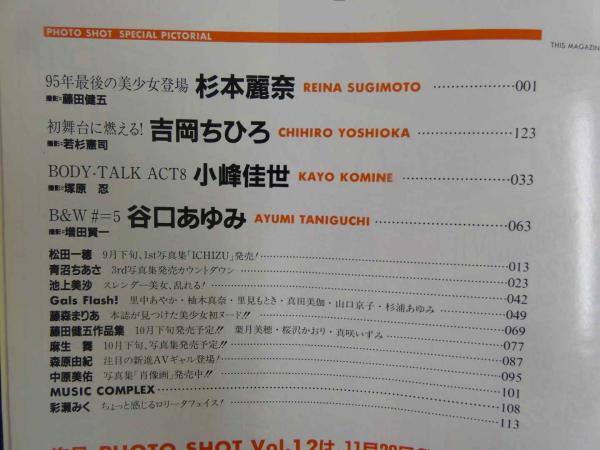 PHOTO SHOT SPECIAL PICTORIAL
THIS MAGAZIN
95年最後の美少女登場 杉本麗奈 REINA SUGIMOTO 001
撮影=藤田健五
初舞台に燃える! 吉岡ちひろ CHIHIRO YOSHIOKA 123
撮影=若杉憲司
BODY-TALK ACT8 小峰佳世 KAYO KOMINE 033
撮影=塚原 忍
B&W #=5 谷口あゆみ AYUMI TANIGUCHI 063
撮影=増田賢一
松田一穂 9月下旬、1st写真集「ICHIZU」発売! 013
青沼ちあさ 3rd写真集発売カウントダウン 023
池上美沙 スレンダー美女、乱れる! 042
Gals Flash! 里中あやか・柚木真奈・里見もとき・真田美伽・山口京子・杉浦あゆみ 049
藤森まりあ 本誌が見つけた美少女初ヌード!! 069
藤田健五作品集 10月下旬発売予定!! 葉月美穂・桜沢かおり・真咲いずみ 077
麻生 舞 10月下旬、写真集発売予定!! 087
森原由紀 注目の新進AVギャル登場! 095
中原美佑 写真集「肖像画」発売中!! 101
MUSIC COMPLEX 108
彩瀬みく ちょっと感じるロリータフェイス! 113
PHOTO SHOT Vol.12は、11月